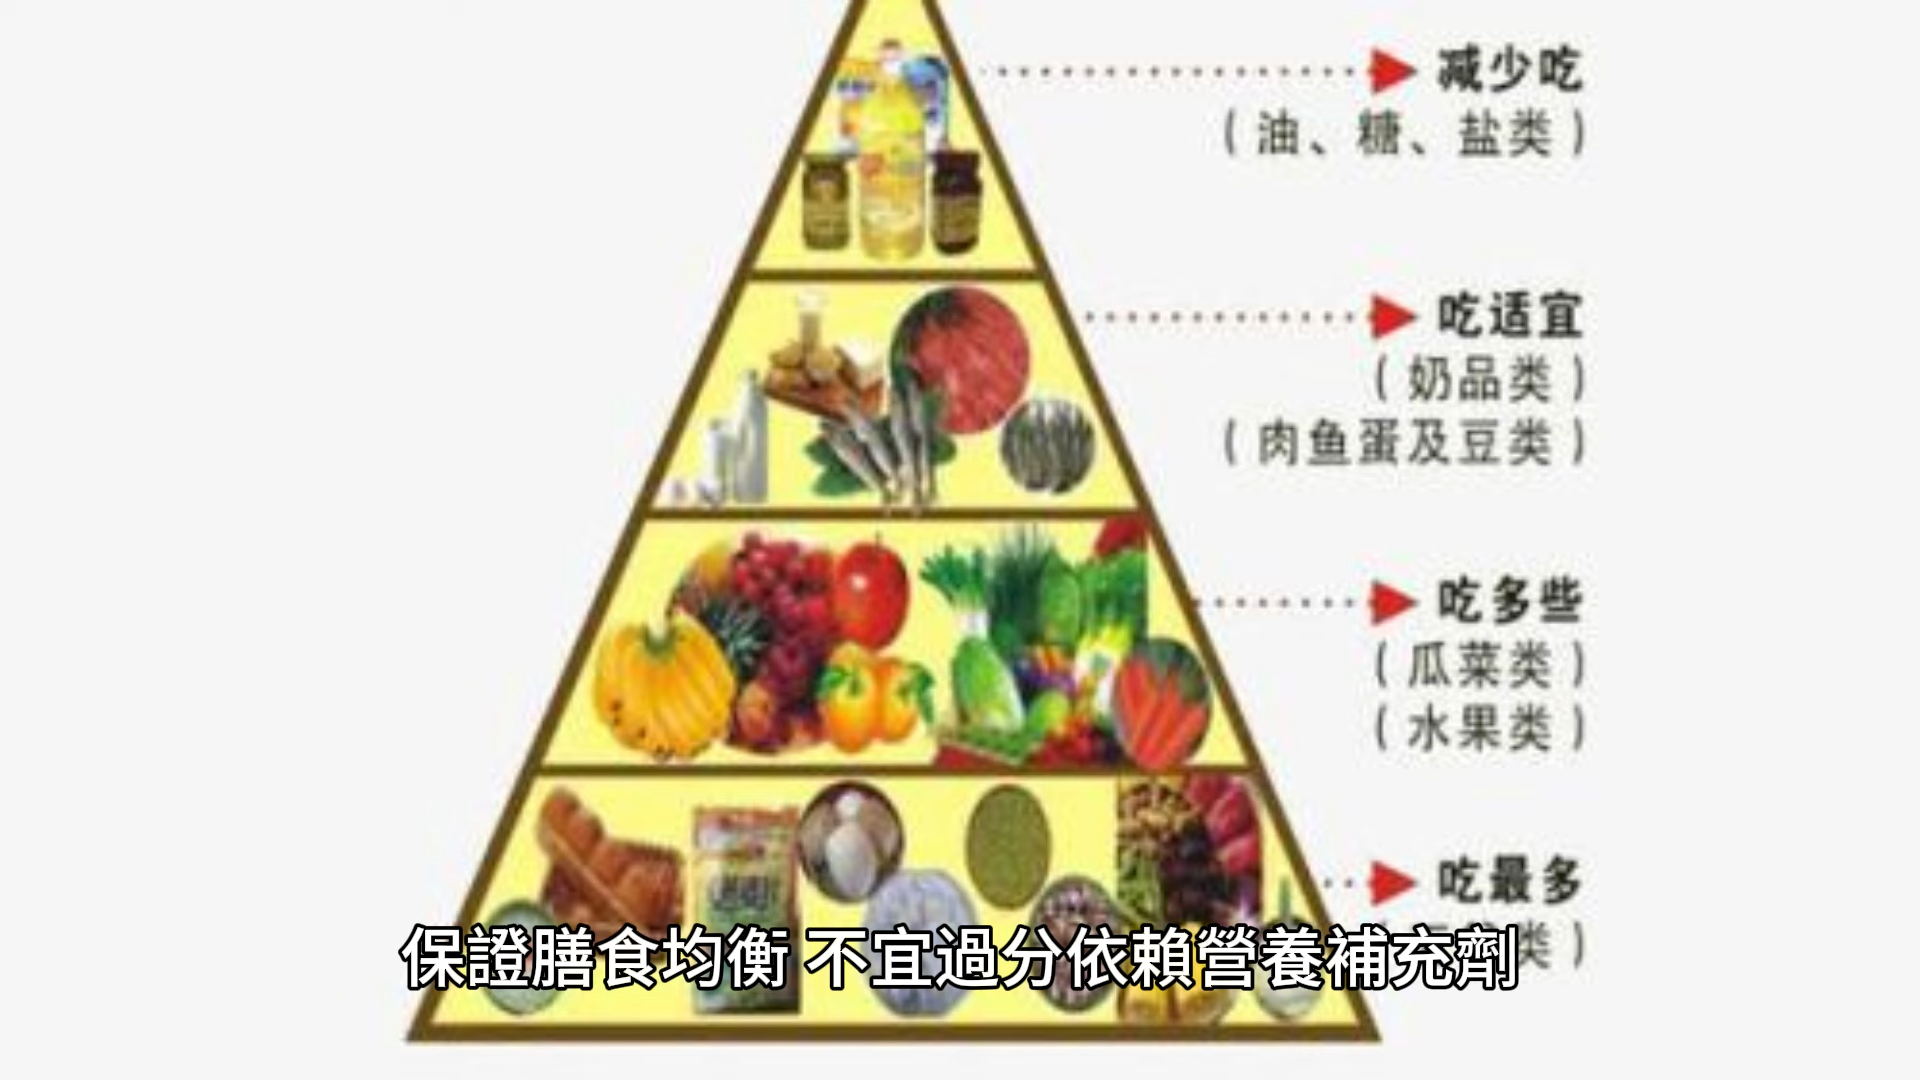 减少吃
（油、糖、盐类）
吃适宜
（奶品类）
（肉鱼蛋及豆类）
吃多些
（瓜菜类）
（水果类）
吃最多
类）
保證膳食均衡 不宜過分依賴營養補充劑